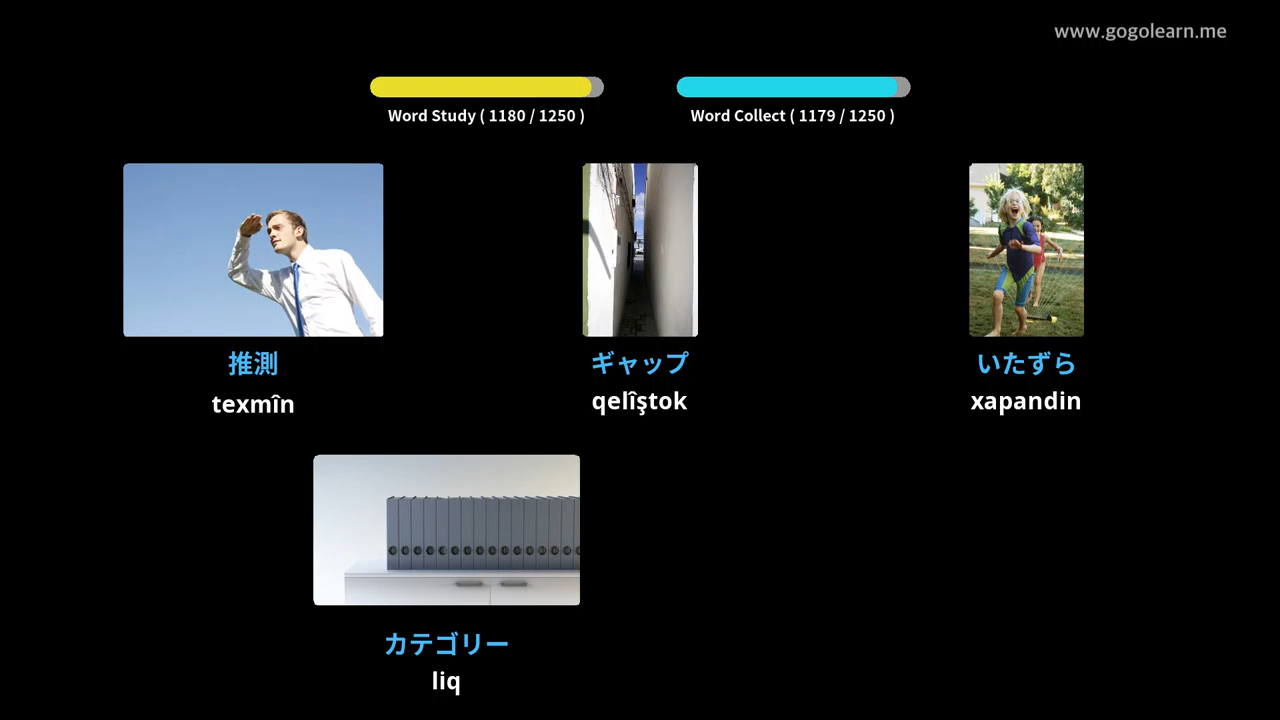 www.gogolearn.me
Word Study ( 1180 / 1250 )
Word Collect ( 1179 / 1250 )
推測
ギャップ
いたずら
texmîn
qelîştok
xapandin
カテゴリー
liq